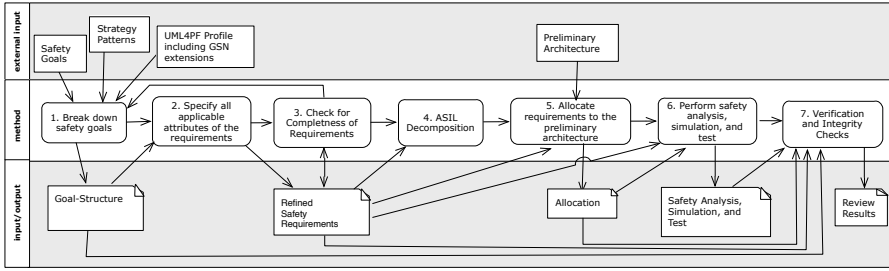 external input
Safety
Goals
Strategy
Patterns
UML4PF Profile
including GSN
extensions
Preliminary
Architecture
method
1. Break down
safety goals
2. Specify all
applicable
attributes of the
requirements
3. Check for
Completness of
Requirements
4. ASIL
Decomposition
5. Allocate
requirements to the
preliminary
architecture
6. Perform safety
analysis,
simulation, and
test
7. Verification
and Integrity
Checks
input/output
Goal-Structure
Refined
Safety
Requirements
Allocation
Safety Analysis,
Simulation, and
Test
Review
Results